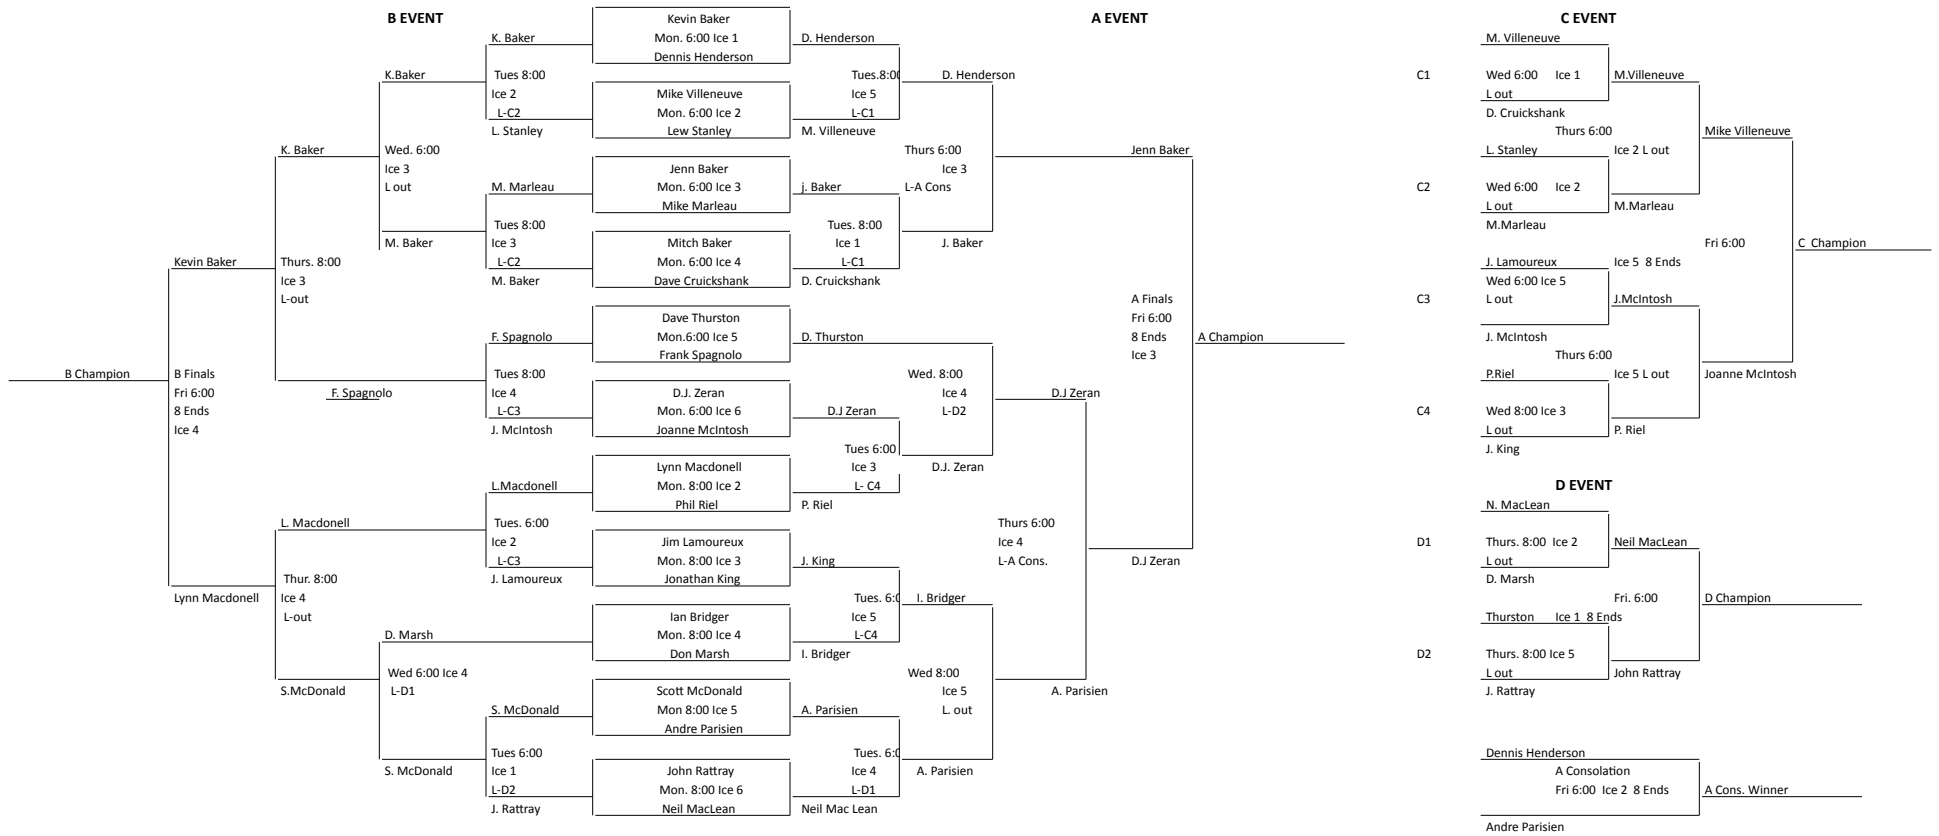 B EVENT
A EVENT
C EVENT
Kevin Baker
Mon. 6:00 Ice 1
Dennis Henderson
Mike Villeneuve
Mon. 6:00 Ice 2
Lew Stanley
Jenn Baker
Mon. 6:00 Ice 3
Mike Marleau
Mitch Baker
Mon. 6:00 Ice 4
Dave Cruickshank
Dave Thurston
Mon.6:00 Ice 5
Frank Spagnolo
D.J. Zeran
Mon. 6:00 Ice 6
Joanne McIntosh
Lynn Macdonell
Mon. 8:00 Ice 2
Phil Riel
Jim Lamoureux
Mon. 8:00 Ice 3
Jonathan King
Ian Bridger
Mon. 8:00 Ice 4
Don Marsh
Scott McDonald
Mon 8:00 Ice 5
Andre Parisien
John Rattray
Mon. 8:00 Ice 6
Neil MacLean
K. Baker
Tues 8:00
Ice 2
L-C2
L. Stanley
M. Marleau
Tues 8:00
Ice 3
L-C2
M. Baker
F. Spagnolo
Tues 8:00
Ice 4
L-C3
J. McIntosh
L.Macdonell
Tues. 6:00
Ice 2
L-C3
J. Lamoureux
S. McDonald
Tues 6:00
Ice 1
L-D2
J. Rattray
K.Baker
Wed. 6:00
Ice 3
L out
M. Baker
D. Marsh
Wed 6:00 Ice 4
L-D1
S. McDonald
K. Baker
Thurs. 8:00
Ice 3
L-out
F. Spagnolo
L. Macdonell
Thur. 8:00
Ice 4
L-out
S.McDonald
Kevin Baker
B Finals
Fri 6:00
8 Ends
Ice 4
Lynn Macdonell
B Champion
D. Henderson
Tues.8:00
Ice 5
L-C1
M. Villeneuve
j. Baker
Tues. 8:00
Ice 1
L-C1
D. Cruickshank
D. Thurston
D.J Zeran
Tues 6:00
Ice 3
L- C4
P. Riel
J. King
Tues. 6:0
Ice 5
L-C4
I. Bridger
A. Parisien
Tues. 6:0
Ice 4
L-D1
Neil Mac Lean
D. Henderson
Thurs 6:00
Ice 3
L-A Cons
J. Baker
Wed. 8:00
Ice 4
L-D2
D.J. Zeran
I. Bridger
Wed 8:00
Ice 5
L. out
A. Parisien
D.J Zeran
Thurs 6:00
Ice 4
L-A Cons.
A. Parisien
Jenn Baker
A Finals
Fri 6:00
8 Ends
Ice 3
D.J Zeran
A Champion
M. Villeneuve
C1
Wed 6:00 Ice 1
L out
D. Cruickshank
L. Stanley
C2
Wed 6:00 Ice 2
L out
M.Marleau
J. Lamoureux
C3
Wed 6:00 Ice 5
L out
J. McIntosh
P.Riel
C4
Wed 8:00 Ice 3
L out
J. King
M.Villeneuve
Thurs 6:00
Ice 2 L out
M.Marleau
J.McIntosh
Thurs 6:00
Ice 5 L out
P. Riel
Mike Villeneuve
Fri 6:00
Ice 5 8 Ends
Joanne McIntosh
C Champion
D EVENT
N. MacLean
D1
Thurs. 8:00 Ice 2
L out
D. Marsh
Thurston
D2
Thurs. 8:00 Ice 5
L out
J. Rattray
Neil MacLean
Fri. 6:00
Ice 1 8 Ends
John Rattray
D Champion
Dennis Henderson
A Consolation
Fri 6:00 Ice 2 8 Ends
Andre Parisien
A Cons. Winner